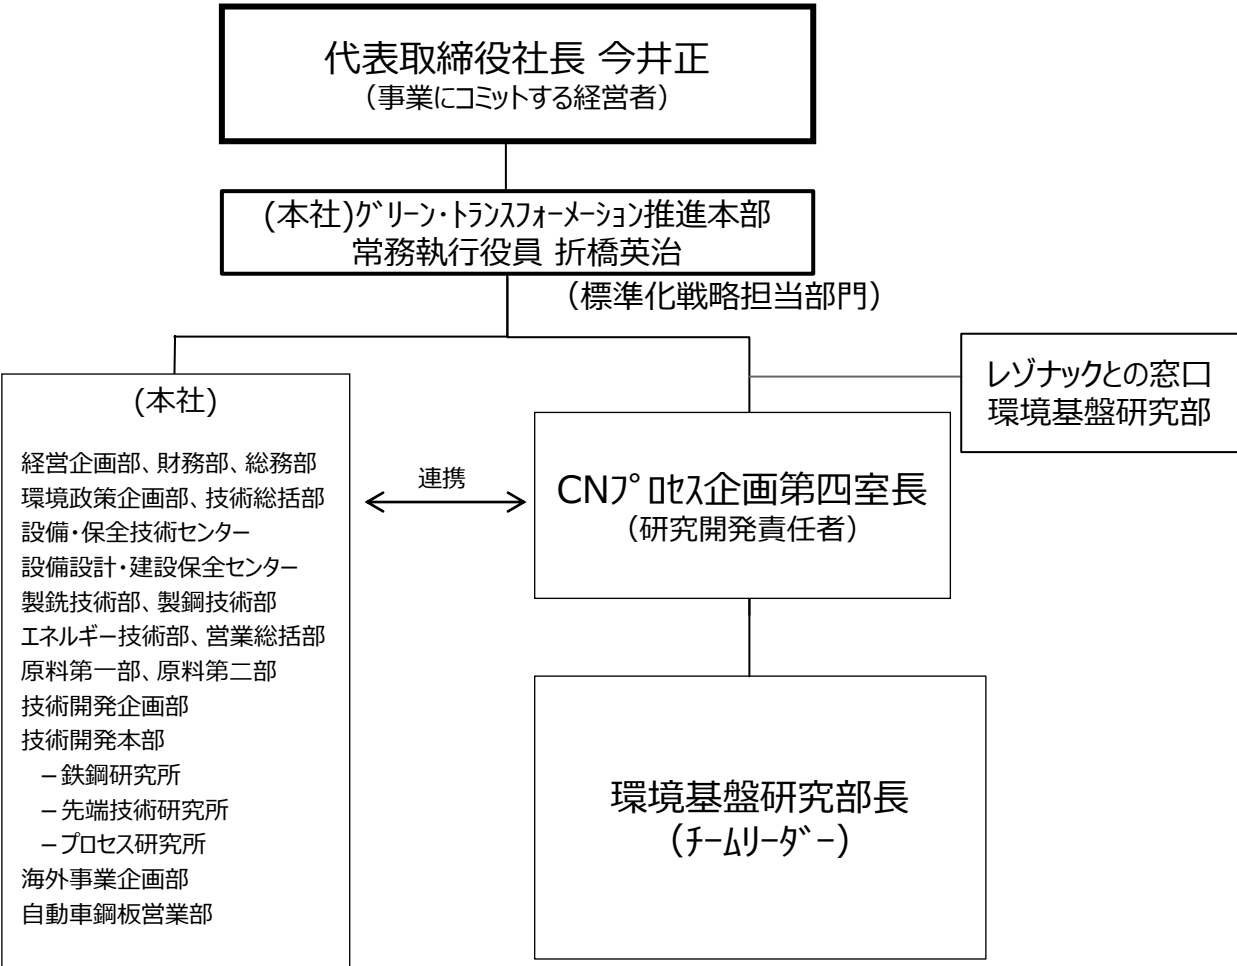 代表取締役社長 今井正
（事業にコミットする経営者）
(本社)グリーン・トランスフォーメーション推進本部
常務執行役員 折橋英治
（標準化戦略担当部門）
レゾナックとの窓口
環境基盤研究部
(本社)
経営企画部、財務部、総務部
環境政策企画部、技術総括部
設備・保全技術センター
設備設計・建設保全センター
製銑技術部、製鋼技術部
エネルギー技術部、営業総括部
原料第一部、原料第二部
技術開発企画部
技術開発本部
－鉄鋼研究所
－先端技術研究所
－プロセス研究所
海外事業企画部
自動車鋼板営業部
連携
CNプロセス企画第四室長
（研究開発責任者）
環境基盤研究部長
（チームリーダー）